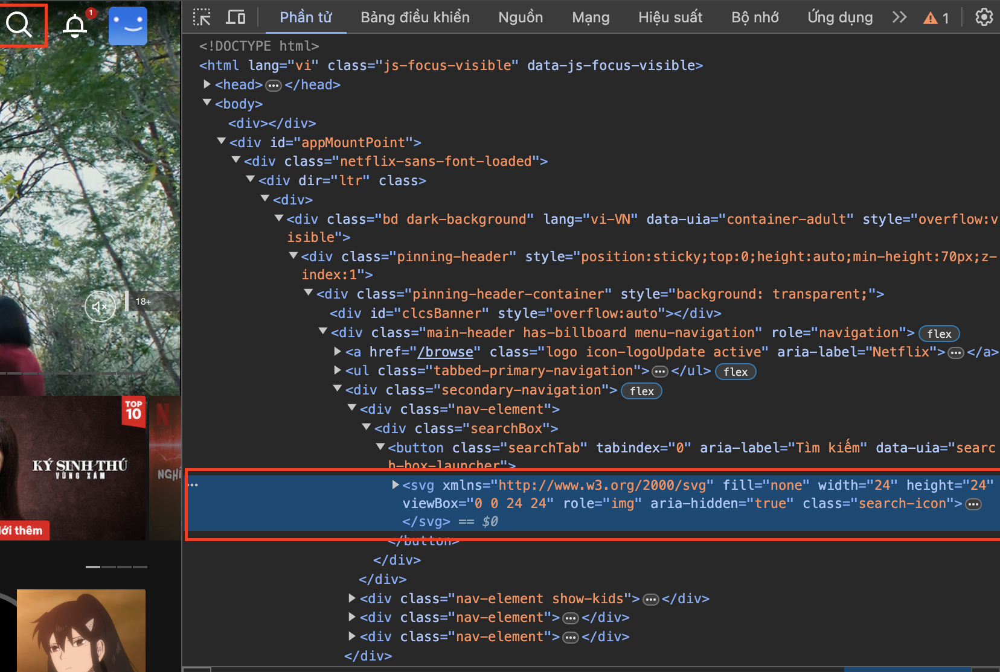 1
Phần tử
Bảng điều khiển
Nguồn
Mạng
Hiệu suất
Bộ nhớ
Ứng dụng
1
<!DOCTYPE html>
<html lang="vi" class="js-focus-visible" data-js-focus-visible>
<head>…</head>
<body>
<div></div>
<div id="appMountPoint">
<div class="netflix-sans-font-loaded">
<div dir="ltr" class>
<div>
<div class="bd dark-background" lang="vi-VN" data-uia="container-adult" style="overflow:v
isible">
<div class="pinning-header" style="position:sticky;top:0;height:auto;min-height:70px;z-
index:1">
<div class="pinning-header-container" style="background: transparent;">
<div id="clcsBanner" style="overflow:auto"></div>
<div class="main-header has-billboard menu-navigation" role="navigation"> flex
<a href="/browse" class="logo icon-logoUpdate active" aria-label="Netflix">…</a>
<ul class="tabbed-primary-navigation">…</ul> flex
<div class="secondary-navigation"> flex
<div class="nav-element">
<div class="searchBox">
<button class="searchTab" tabindex="0" aria-label="Tìm kiếm" data-uia="searc
h-box-launcher">
<svg xmlns="http://www.w3.org/2000/svg" fill="none" width="24" height="24"
viewBox="0 0 24 24" role="img" aria-hidden="true" class="search-icon">…
</svg> == $0
</button>
</div>
</div>
<div class="nav-element show-kids">…</div>
<div class="nav-element">…</div>
<div class="nav-element">…</div>
</div>
18+
TOP
10
N
KÝ SINH THÚ
VÙNG XÁM
NGHI
ới thêm